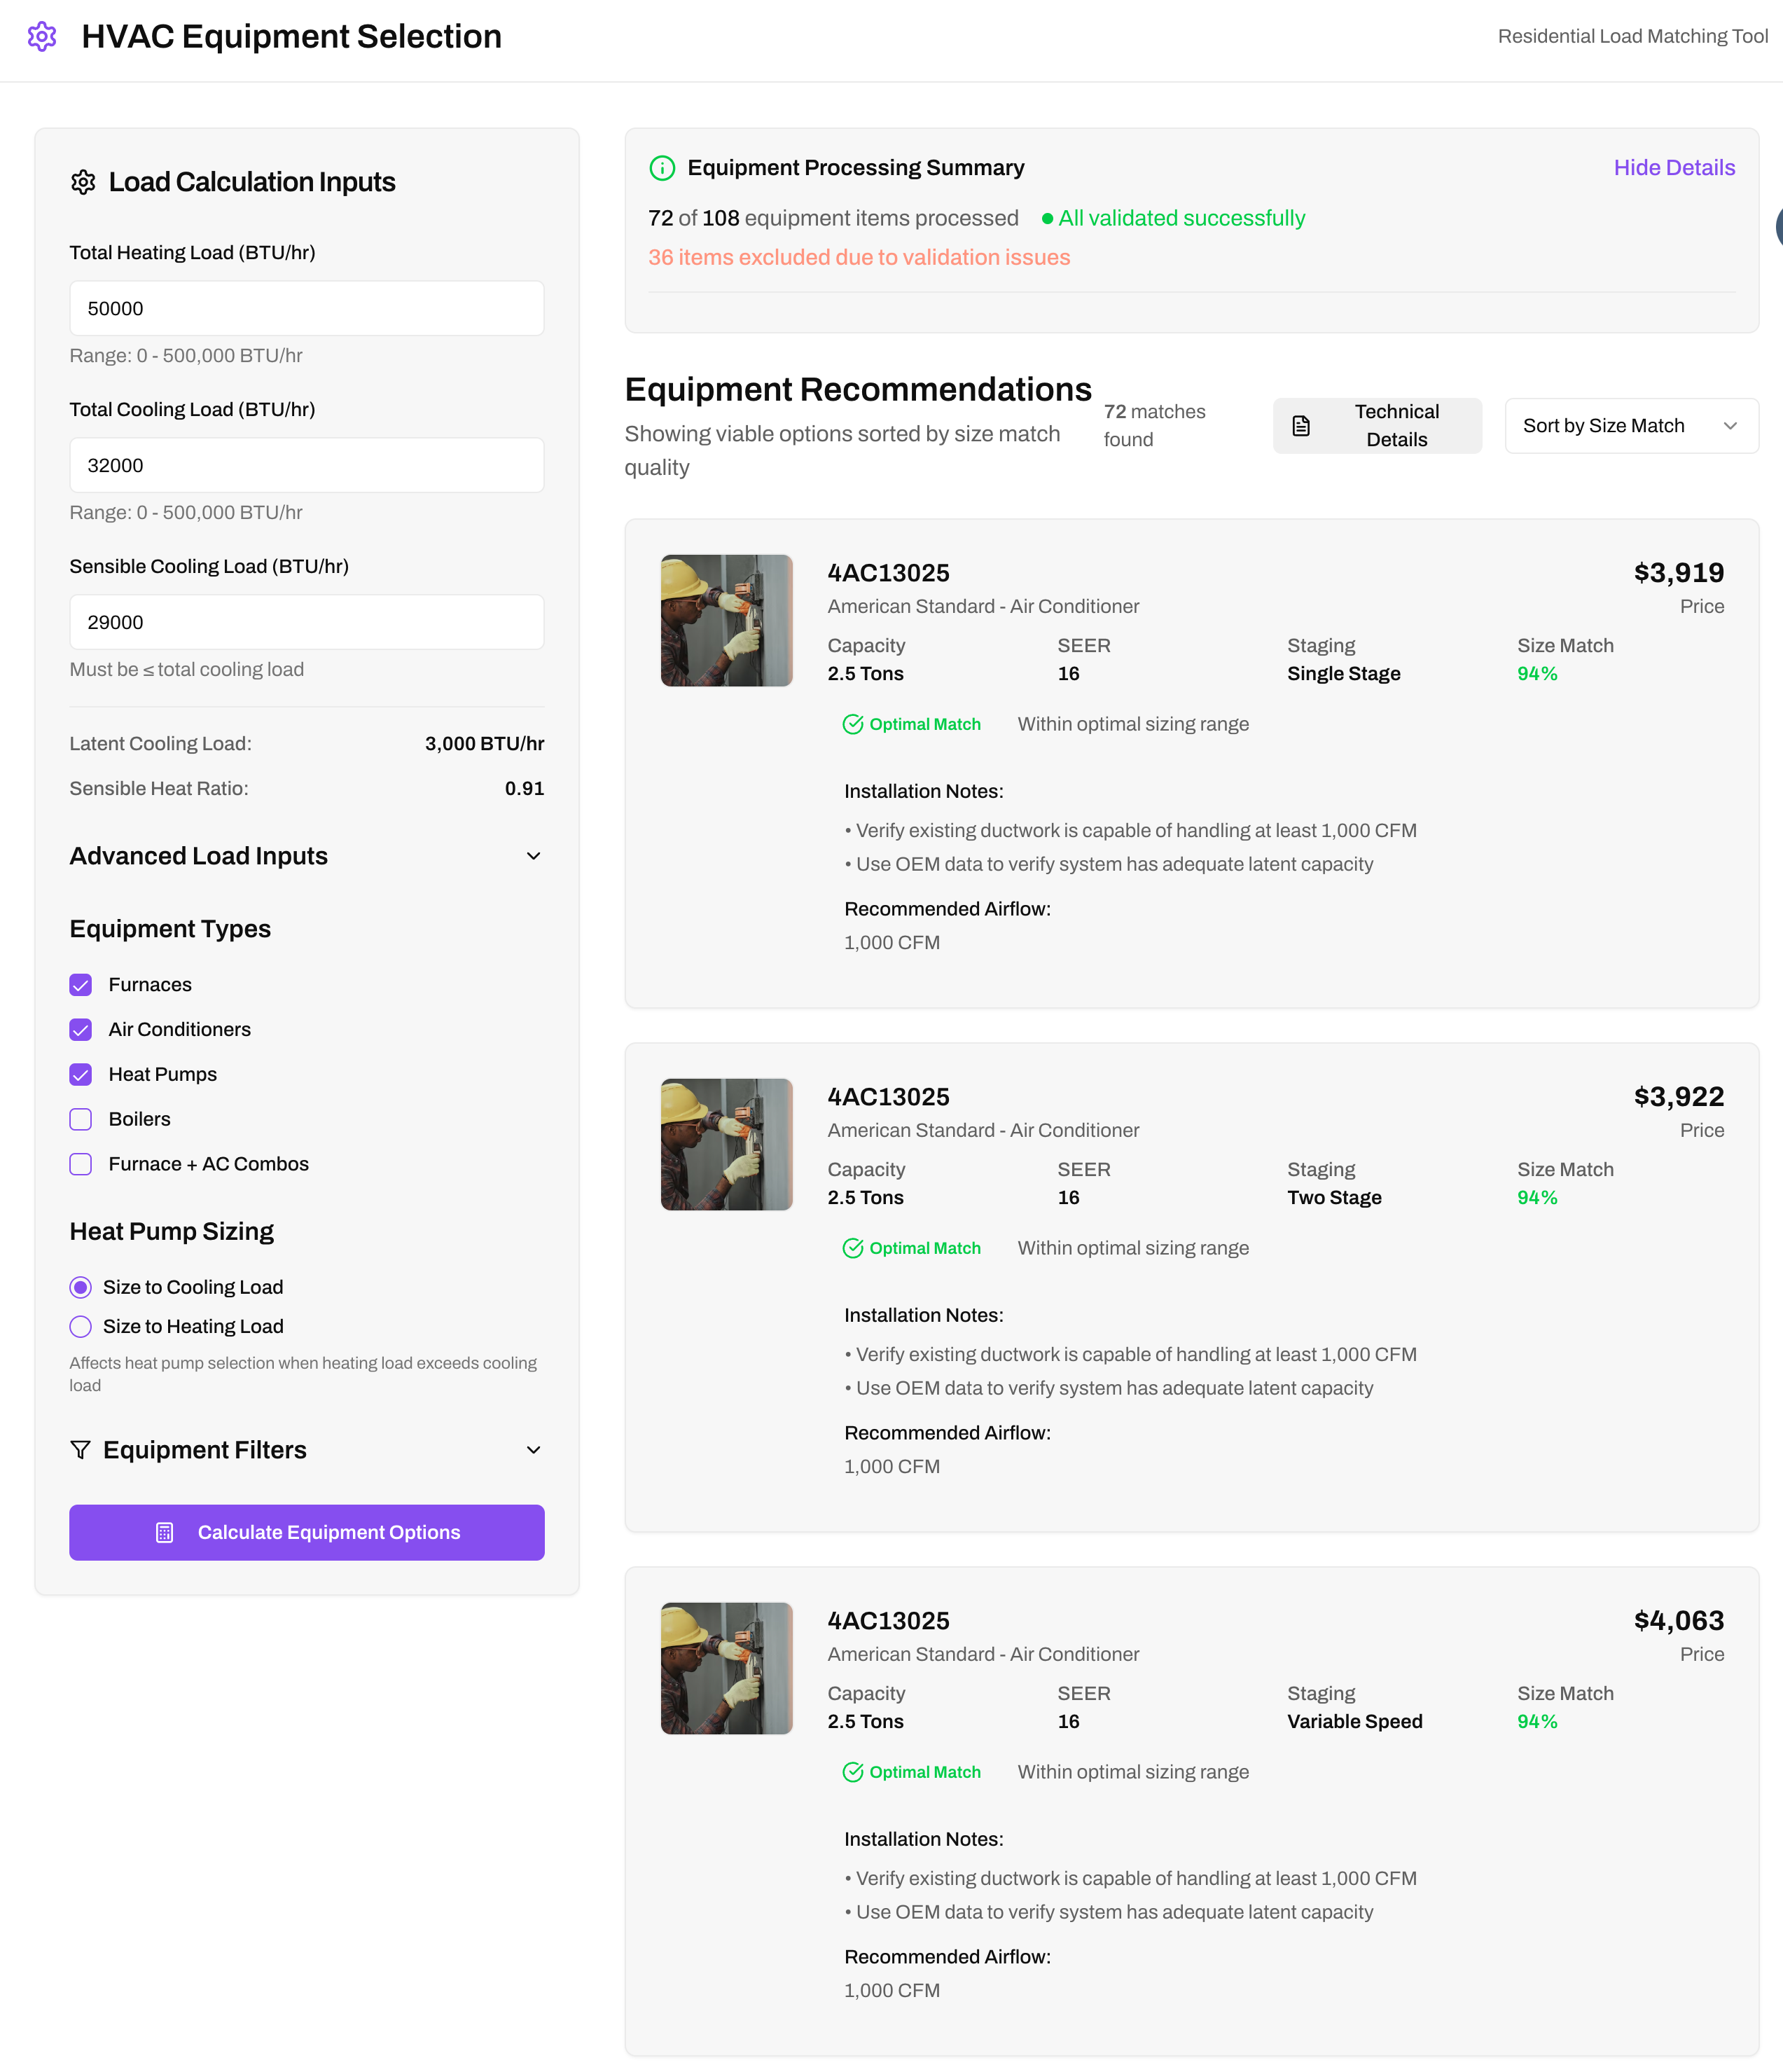 HVAC Equipment Selection
Residential Load Matching Tool
Load Calculation Inputs
Total Heating Load (BTU/hr)
50000
Range: 0 - 500,000 BTU/hr
Total Cooling Load (BTU/hr)
32000
Range: 0 - 500,000 BTU/hr
Sensible Cooling Load (BTU/hr)
29000
Must be ≤ total cooling load
Latent Cooling Load: 3,000 BTU/hr
Sensible Heat Ratio: 0.91
Advanced Load Inputs
Equipment Types
Furnaces
Air Conditioners
Heat Pumps
Boilers
Furnace + AC Combos
Heat Pump Sizing
Size to Cooling Load
Size to Heating Load
Affects heat pump selection when heating load exceeds cooling
load
Equipment Filters
Calculate Equipment Options
Equipment Processing Summary
Hide Details
72 of 108 equipment items processed ● All validated successfully
36 items excluded due to validation issues
Equipment Recommendations
Showing viable options sorted by size match
quality
72 matches
found
Technical
Details
Sort by Size Match
4AC13025
$3,919
American Standard - Air Conditioner
Price
Capacity SEER Staging Size Match
2.5 Tons 16 Single Stage 94%
Optimal Match Within optimal sizing range
Installation Notes:
• Verify existing ductwork is capable of handling at least 1,000 CFM
• Use OEM data to verify system has adequate latent capacity
Recommended Airflow:
1,000 CFM
4AC13025
$3,922
American Standard - Air Conditioner
Price
Capacity SEER Staging Size Match
2.5 Tons 16 Two Stage 94%
Optimal Match Within optimal sizing range
Installation Notes:
• Verify existing ductwork is capable of handling at least 1,000 CFM
• Use OEM data to verify system has adequate latent capacity
Recommended Airflow:
1,000 CFM
4AC13025
$4,063
American Standard - Air Conditioner
Price
Capacity SEER Staging Size Match
2.5 Tons 16 Variable Speed 94%
Optimal Match Within optimal sizing range
Installation Notes:
• Verify existing ductwork is capable of handling at least 1,000 CFM
• Use OEM data to verify system has adequate latent capacity
Recommended Airflow:
1,000 CFM